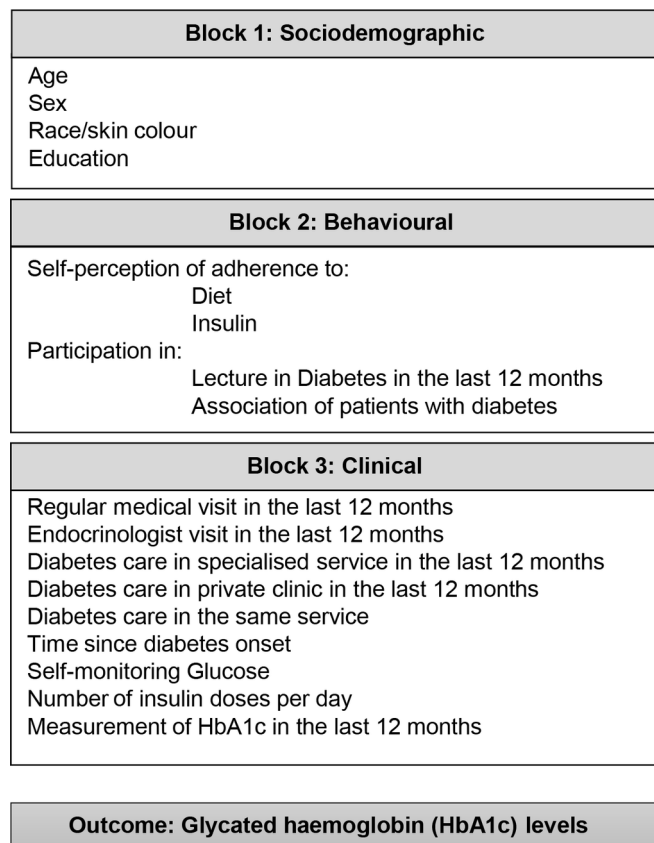 Block 1: Sociodemographic
Age
Sex
Race/skin colour
Education
Block 2: Behavioural
Self-perception of adherence to:
Diet
Insulin
Participation in:
Lecture in Diabetes in the last 12 months
Association of patients with diabetes
Block 3: Clinical
Regular medical visit in the last 12 months
Endocrinologist visit in the last 12 months
Diabetes care in specialised service in the last 12 months
Diabetes care in private clinic in the last 12 months
Diabetes care in the same service
Time since diabetes onset
Self-monitoring Glucose
Number of insulin doses per day
Measurement of HbA1c in the last 12 months
Outcome: Glycated haemoglobin (HbA1c) levels